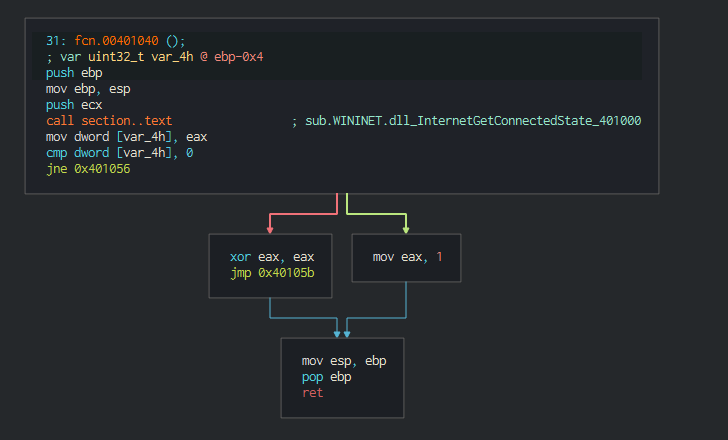 31: fcn.00401040 ();
; var uint32_t var_4h @ ebp-0x4
push ebp
mov ebp, esp
push ecx
call section..text ; sub.WININET.dll_InternetGetConnectedState_401000
mov dword [var_4h], eax
cmp dword [var_4h], 0
jne 0x401056
xor eax, eax
jmp 0x40105b
mov eax, 1
mov esp, ebp
pop ebp
ret